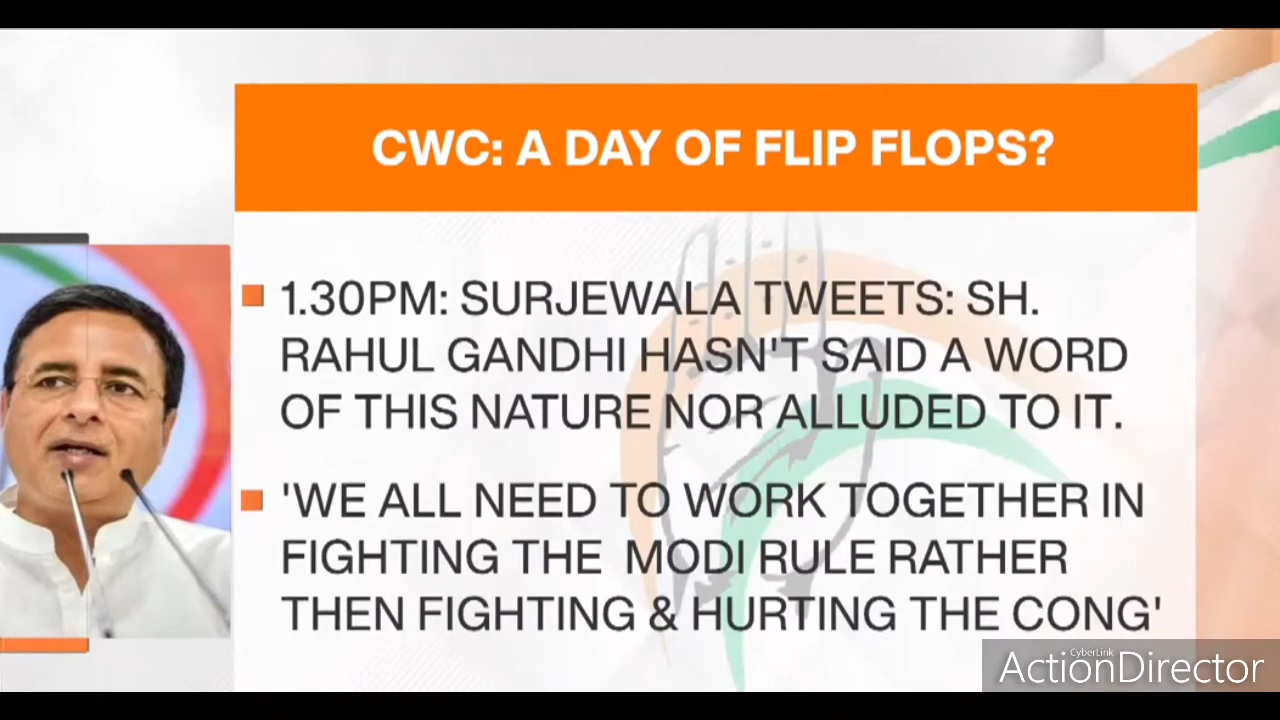 CWC: A DAY OF FLIP FLOPS?
1.30PM: SURJEWALA TWEETS: SH.
RAHUL GANDHI HASN'T SAID A WORD
OF THIS NATURE NOR ALLUDED TO IT.
'WE ALL NEED TO WORK TOGETHER IN
FIGHTING THE MODI RULE RATHER
THEN FIGHTING & HURTING THE CONG'
CyberLink
ActionDirector